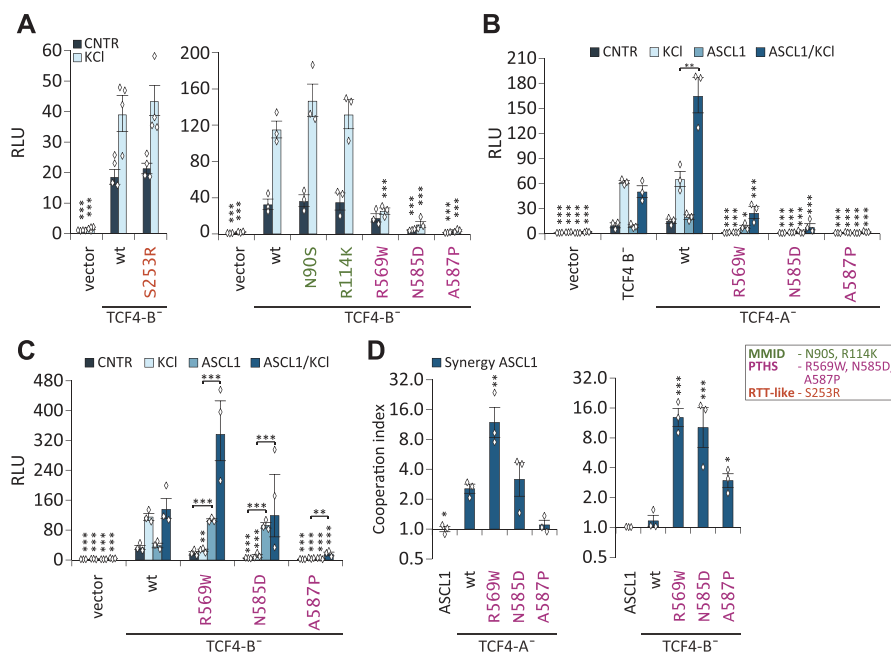 A
CNTR
KCl
RLU
60
50
40
30
20
10
0
*** ***
vector
wt
S253R
TCF4-B⁻
200
160
120
80
40
0
*** ***
***
*** ***
*** ***
vector
wt
N90S
R114K
R569W
N585D
A587P
TCF4-B⁻
B
CNTR KCl ASCL1 ASCL1/KCl
RLU
210
180
150
120
90
60
30
0
**
*** *** *** ***
*** *** *** ***
*** *** *** ***
*** *** *** ***
vector
TCF4 B⁻
wt
R569W
N585D
A587P
TCF4-A⁻
C
CNTR KCl ASCL1 ASCL1/KCl
RLU
480
400
320
240
160
80
0
*** *** *** ***
***
***
***
***
***
*** ***
**
*** *** *** ***
vector
wt
R569W
N585D
A587P
TCF4-B⁻
D
Synergy ASCL1
Cooperation index
32.0
16.0
8.0
4.0
2.0
1.0
0.5
*
**
ASCL1
wt
R569W
N585D
A587P
TCF4-A⁻
32.0
16.0
8.0
4.0
2.0
1.0
0.5
***
***
*
ASCL1
wt
R569W
N585D
A587P
TCF4-B⁻
MMID - N90S, R114K
PTHS - R569W, N585D,
A587P
RTT-like - S253R